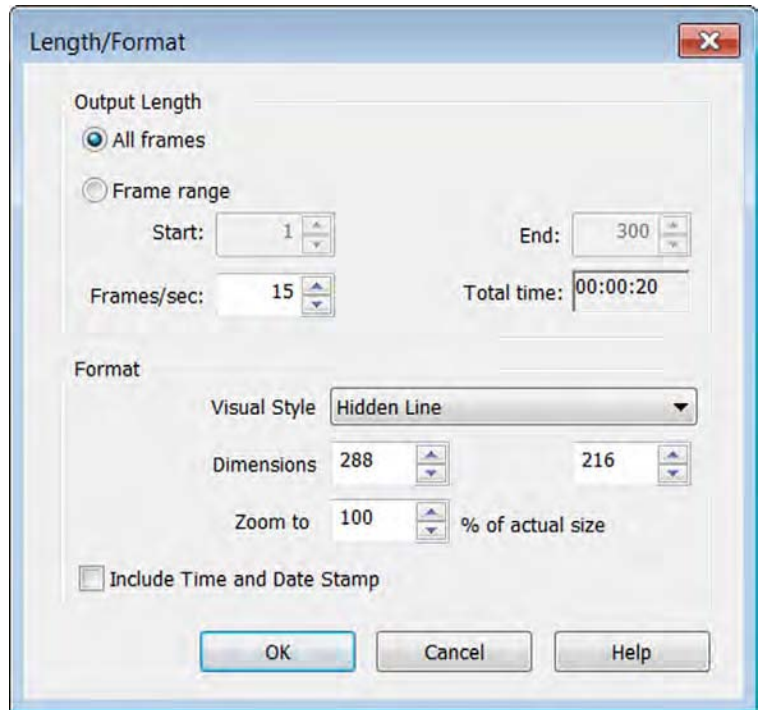 Length/Format
Output Length
All frames
Frame range
Start: 1 End: 300
Frames/sec: 15 Total time: 00:00:20
Format
Visual Style Hidden Line
Dimensions 288 216
Zoom to 100 % of actual size
Include Time and Date Stamp
OK Cancel Help